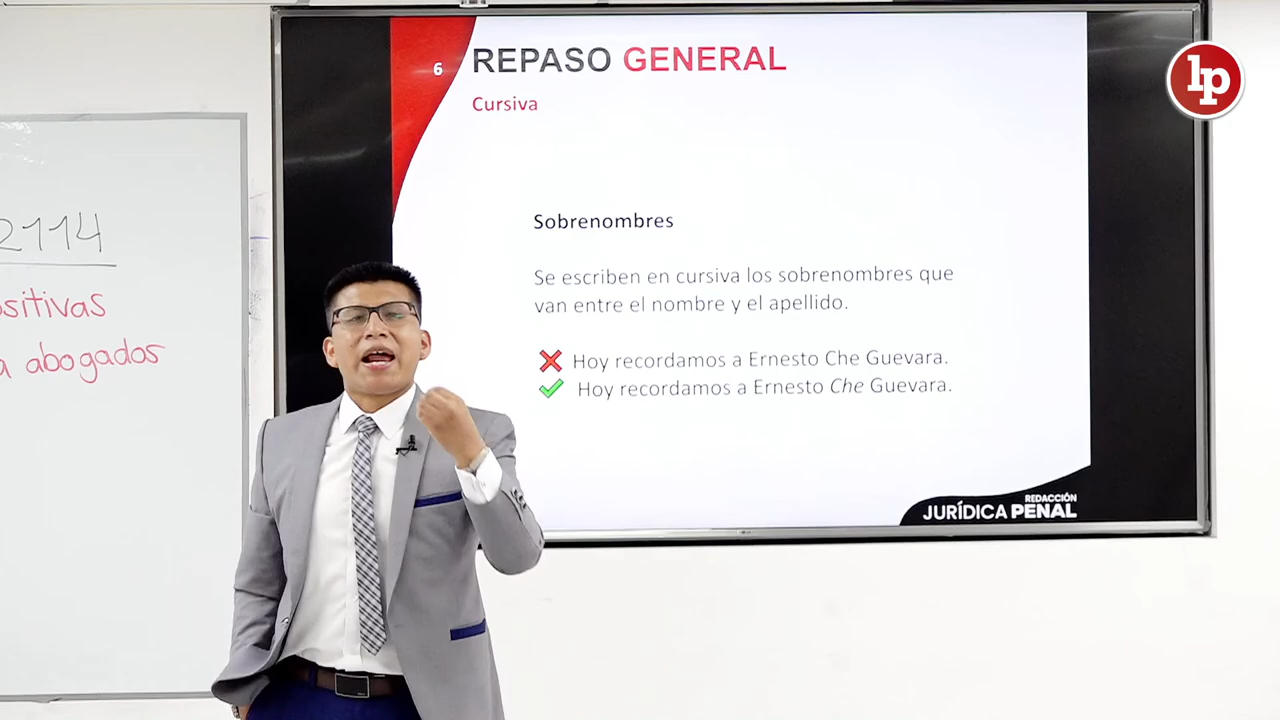 6
REPASO GENERAL
Cursiva
lp
Sobrenombres
Se escriben en cursiva los sobrenombres que
van entre el nombre y el apellido.
Hoy recordamos a Ernesto Che Guevara.
Hoy recordamos a Ernesto Che Guevara.
REDACCIÓN
JURÍDICA PENAL
2114
abogados